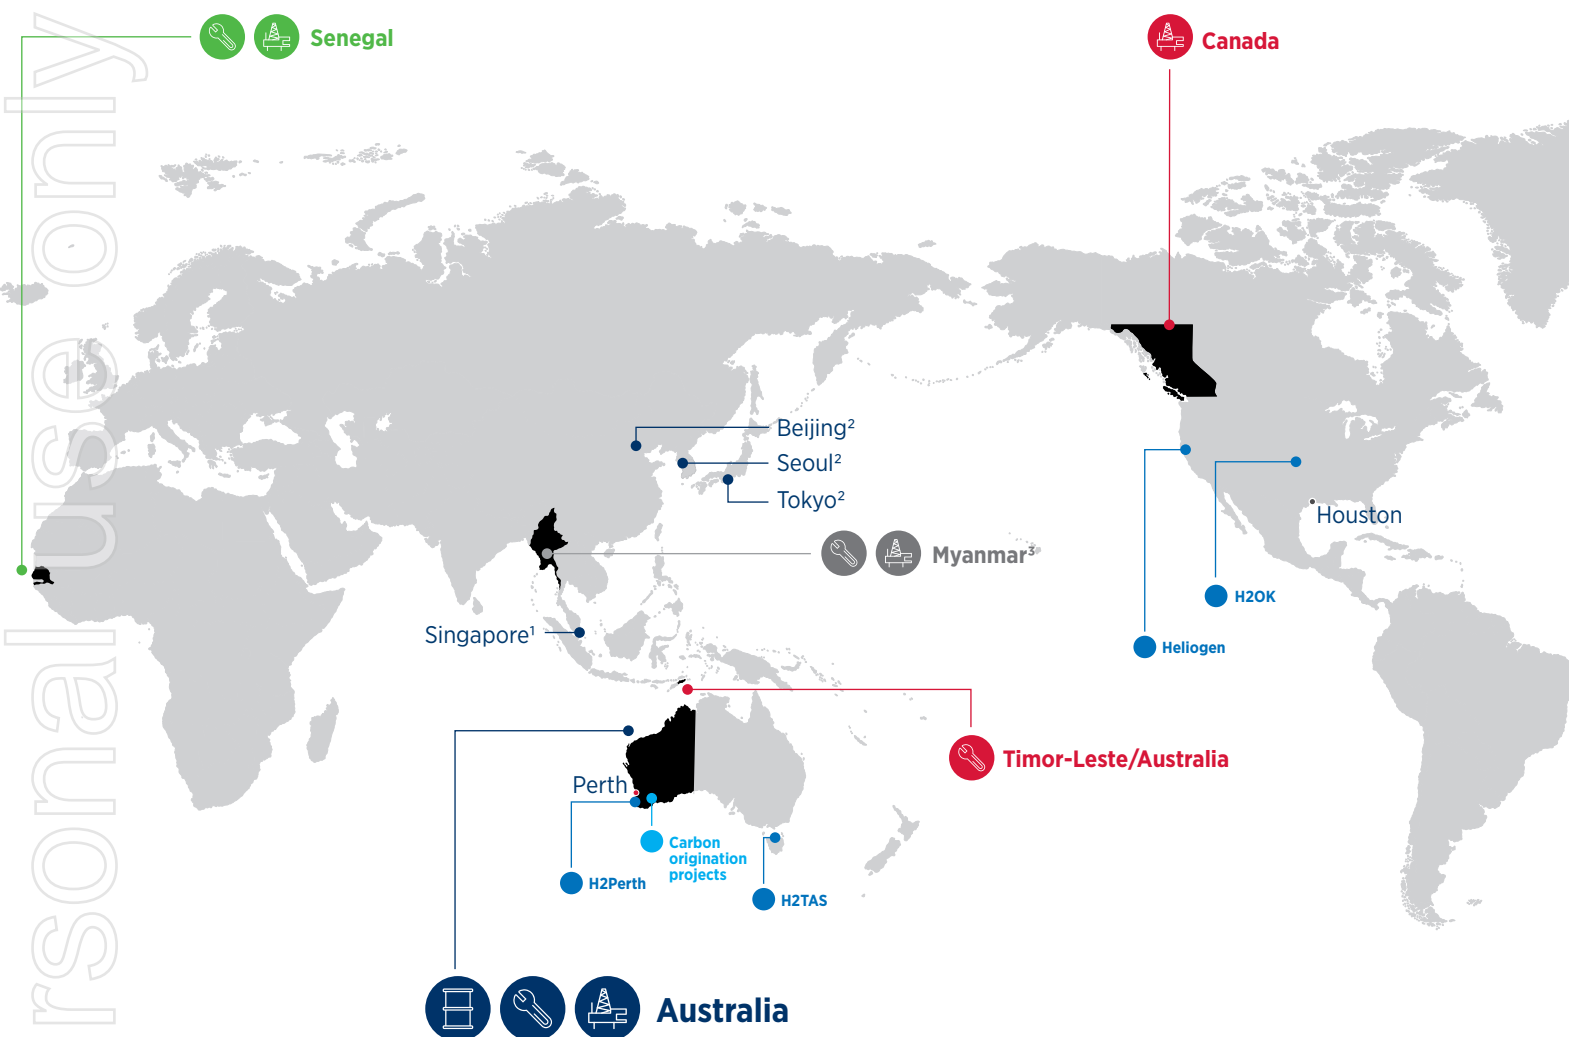 rsonal use only
Senegal
Canada
Beijing²
Seoul²
Tokyo²
Houston
Myanmar³
H2OK
Singapore¹
Heliogen
Timor-Leste/Australia
Perth
Carbon
origination
projects
H2Perth
H2TAS
Australia